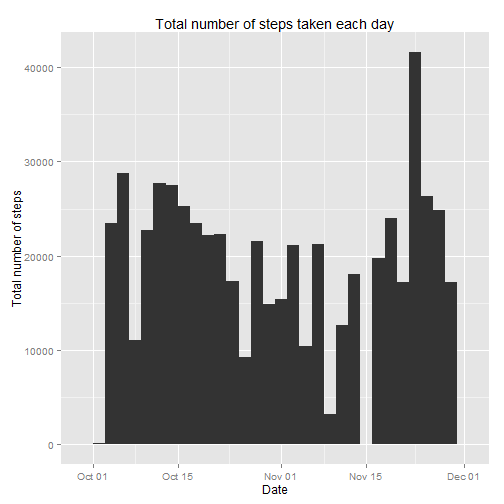 Total number of steps taken each day
Total number of steps
40000
30000
20000
10000
0
Oct 01
Oct 15
Nov 01
Nov 15
Dec 01
Date